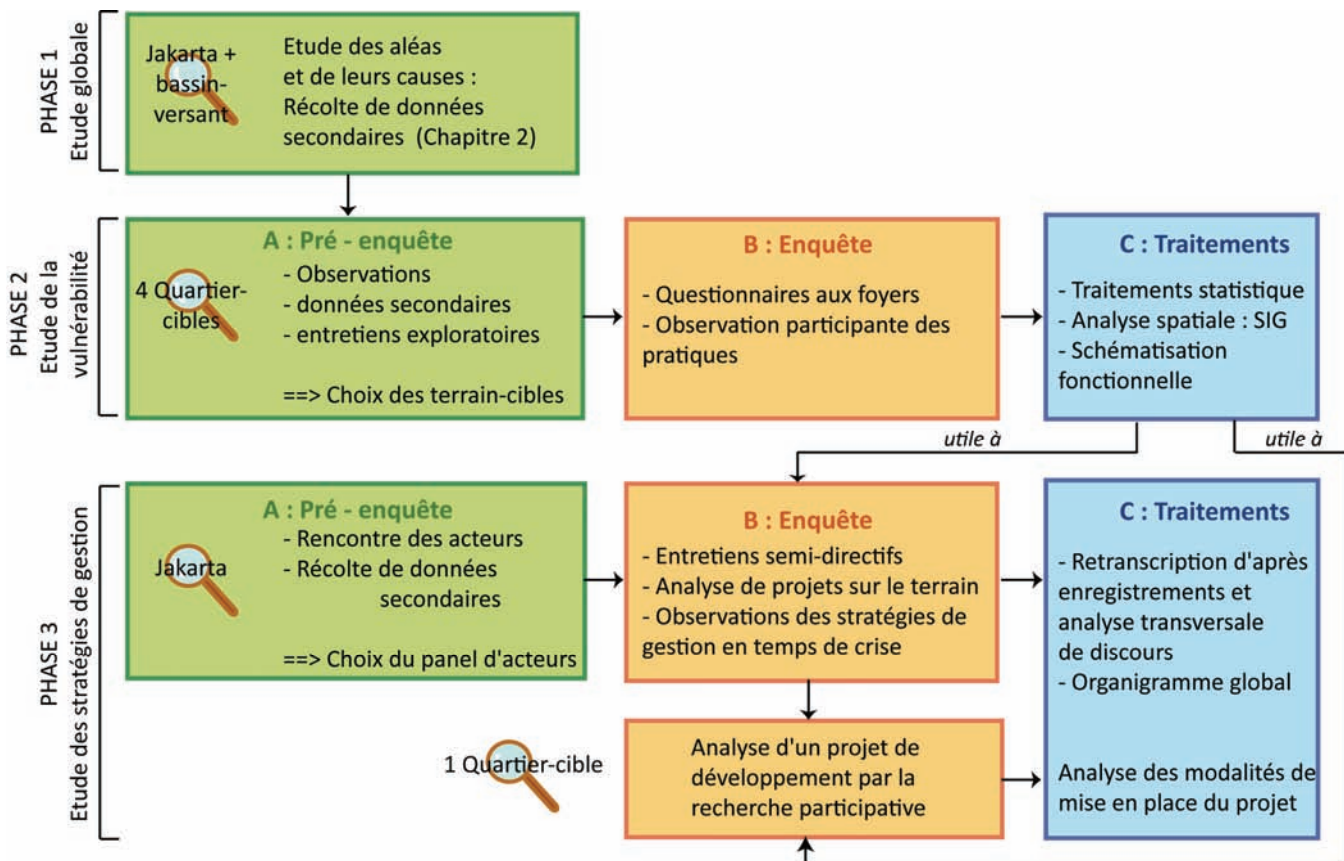 PHASE 1
Etude globale
Jakarta +
bassin-
versant
Etude des aléas
et de leurs causes :
Récolte de données
secondaires (Chapitre 2)
PHASE 2
Etude de la
vulnérabilité
4 Quartier-
cibles
A : Pré - enquête
- Observations
- données secondaires
- entretiens exploratoires
==> Choix des terrain-cibles
B : Enquête
- Questionnaires aux foyers
- Observation participante des
pratiques
C : Traitements
- Traitements statistique
- Analyse spatiale : SIG
- Schématisation
fonctionnelle
utile à
utile à
PHASE 3
Etude des stratégies de gestion
Jakarta
A : Pré - enquête
- Rencontre des acteurs
- Récolte de données
secondaires
==> Choix du panel d'acteurs
B : Enquête
- Entretiens semi-directifs
- Analyse de projets sur le terrain
- Observations des stratégies de
gestion en temps de crise
C : Traitements
- Retranscription d'après
enregistrements et
analyse transversale
de discours
- Organigramme global
1 Quartier-cible
Analyse d'un projet de
développement par la
recherche participative
Analyse des modalités de
mise en place du projet